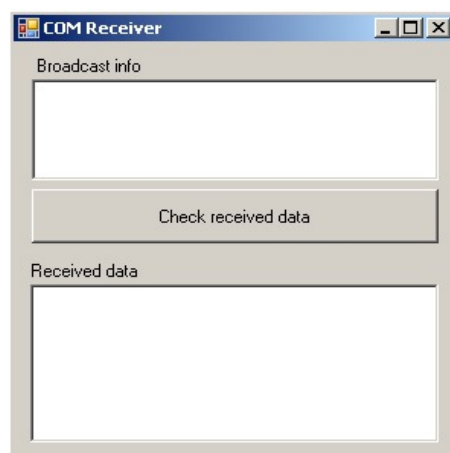 COM Receiver
Broadcast info
Check received data
Received data